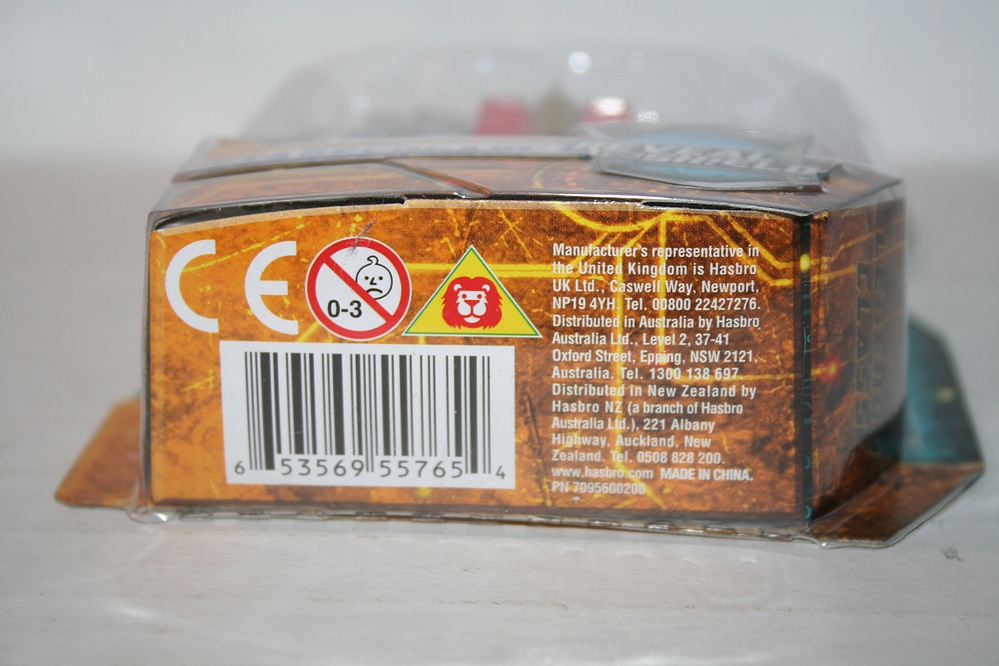 REVEAL
SHIELD
CE
0-3
Manufacturer's representative in
the United Kingdom is Hasbro
UK Ltd., Caswell Way, Newport,
NP19 4YH. Tel. 00800 22427276.
Distributed in Australia by Hasbro
Australia Ltd., Level 2, 37-41
Oxford Street, Epping, NSW 2121,
Australia. Tel. 1300 138 697.
Distributed in New Zealand by
Hasbro NZ (a branch of Hasbro
Australia Ltd.), 221 Albany
Highway, Auckland, New
Zealand. Tel. 0508 828 200.
www.hasbro.com MADE IN CHINA.
PN 7095600200
6 53569 55765 4